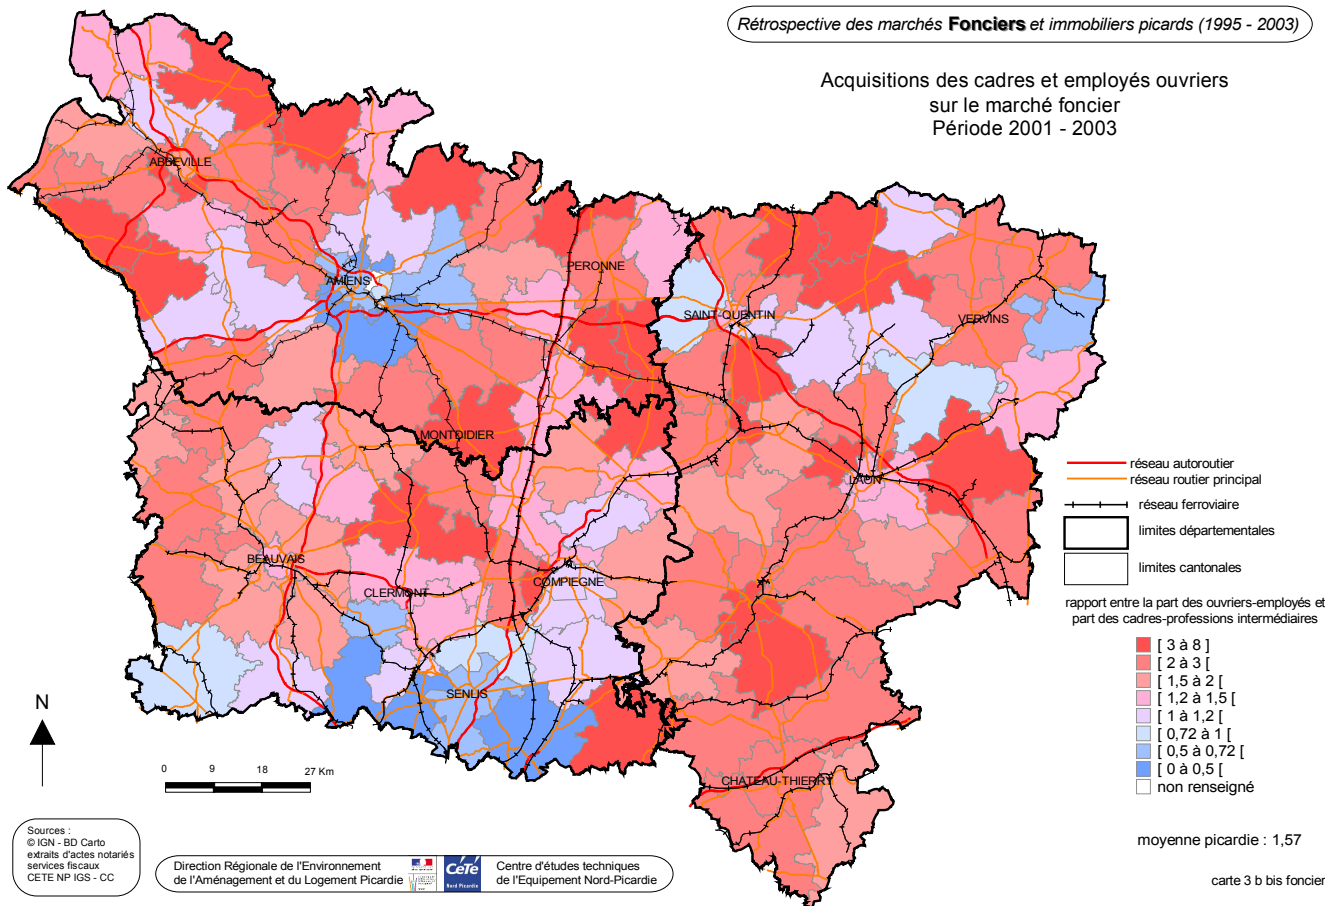 Rétrospective des marchés Fonciers et immobiliers picards (1995 - 2003)
Acquisitions des cadres et employés ouvriers
sur le marché foncier
Période 2001 - 2003
ABBEVILLE
AMIENS
PERONNE
SAINT-QUENTIN
VERVINS
MONTDIDIER
LAON
BEAUVAIS
CLERMONT
COMPIEGNE
SENLIS
CHATEAU-THIERRY
réseau autoroutier
réseau routier principal
réseau ferroviaire
limites départementales
limites cantonales
rapport entre la part des ouvriers-employés et
part des cadres-professions intermédiaires
[ 3 à 8 ]
[ 2 à 3 [
[ 1,5 à 2 [
[ 1,2 à 1,5 [
[ 1 à 1,2 [
[ 0,72 à 1 [
[ 0,5 à 0,72 [
[ 0 à 0,5 [
non renseigné
moyenne picardie : 1,57
carte 3 b bis foncier
N
0 9 18 27 Km
Sources :
© IGN - BD Carto
extraits d'actes notariés
services fiscaux
CETE NP IGS - CC
Direction Régionale de l'Environnement
de l'Aménagement et du Logement Picardie
CéTé
Nord Picardie
Centre d'études techniques
de l'Equipement Nord-Picardie